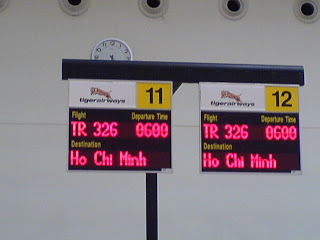 tigerairways 11
Flight Departure Time
TR 326 0600
Destination
Ho Chi Minh
tigerairways 12
Flight Departure Time
TR 326 0600
Destination
Ho Chi Minh